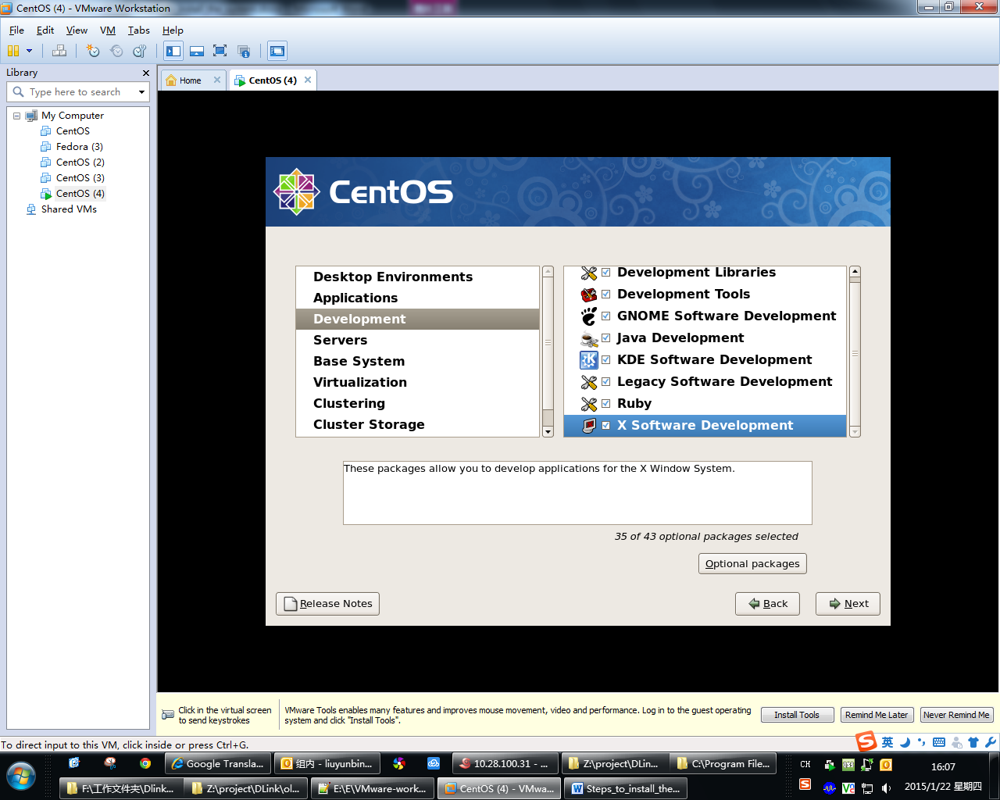 CentOS (4) - VMware Workstation
File Edit View VM Tabs Help
Library
Type here to search
My Computer
CentOS
Fedora (3)
CentOS (2)
CentOS (3)
CentOS (4)
Shared VMs
Home
CentOS (4)
CentOS
Desktop Environments
Applications
Development
Servers
Base System
Virtualization
Clustering
Cluster Storage
Development Libraries
Development Tools
GNOME Software Development
Java Development
KDE Software Development
Legacy Software Development
Ruby
X Software Development
These packages allow you to develop applications for the X Window System.
35 of 43 optional packages selected
Optional packages
Release Notes
Back
Next
Click in the virtual screen
to send keystrokes
VMware Tools enables many features and improves mouse movement, video and performance. Log in to the guest operating
system and click "Install Tools".
Install Tools
Remind Me Later
Never Remind Me
To direct input to this VM, click inside or press Ctrl+G.
英
Google Transla...
组内 - liuyunbin...
10.28.100.31 - ...
Z:\project\DLin...
C:\Program File...
CH
16:07
F:\工作文件夹\Dlink...
Z:\project\DLink\ol...
E:\E\VMware-work...
CentOS (4) - VMwa...
Steps_to_install_the...
2015/1/22 星期四